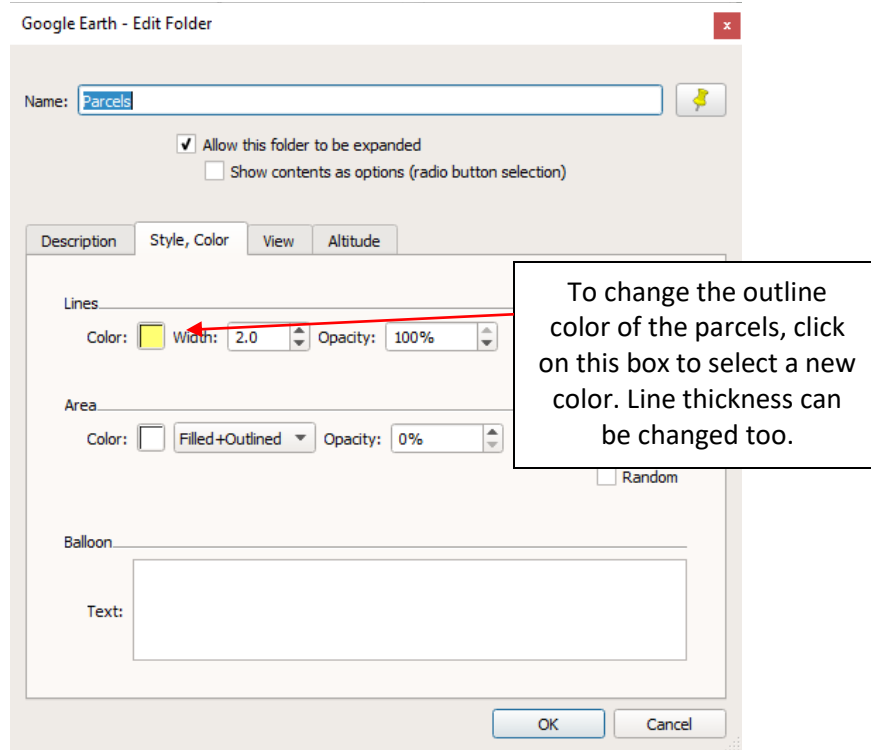 Google Earth - Edit Folder
x
Name: Parcels
Allow this folder to be expanded
Show contents as options (radio button selection)
Description Style, Color View Altitude
Lines
Color: Width: 2.0 Opacity: 100%
To change the outline
color of the parcels, click
on this box to select a new
color. Line thickness can
be changed too.
Area
Color: Filled+Outlined Opacity: 0%
Random
Balloon
Text:
OK Cancel